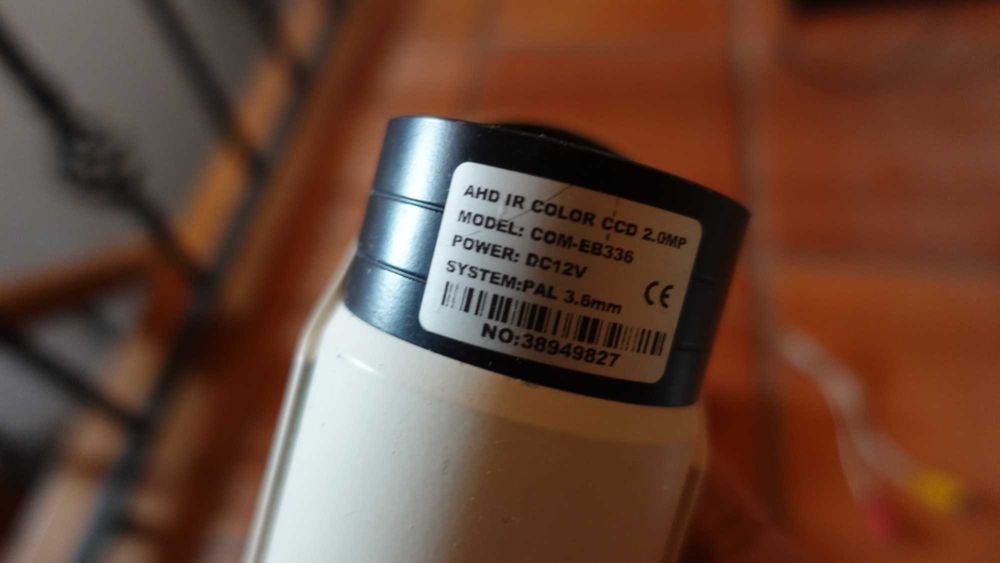 AHD IR COLOR CCD 2.0MP
MODEL: COM-EB336
POWER: DC12V
SYSTEM:PAL 3.6mm
CE
NO:38949827